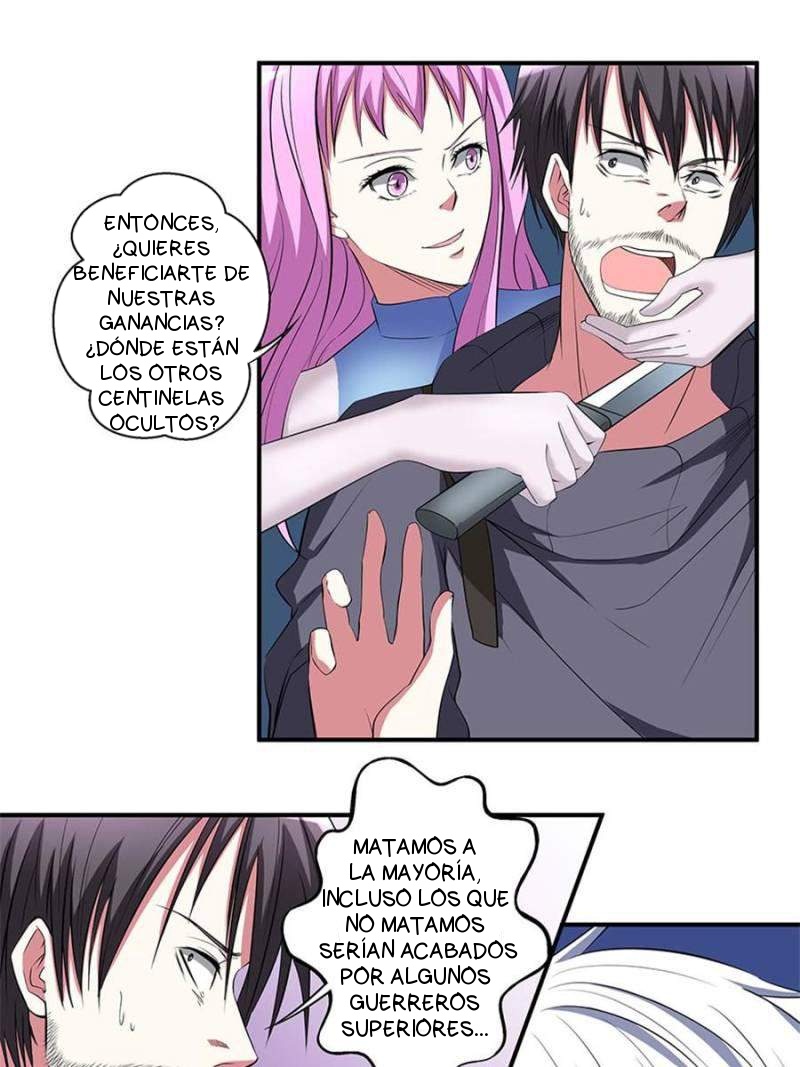 ENTONCES,
¿QUIERES
BENEFICIARTE DE
NUESTRAS
GANANCIAS?
¿DÓNDE ESTÁN
LOS OTROS
CENTINELAS
OCULTOS?
MATAMOS A
LA MAYORÍA,
INCLUSO LOS QUE
NO MATAMOS
SERÍAN ACABADOS
POR ALGUNOS
GUERREROS
SUPERIORES...